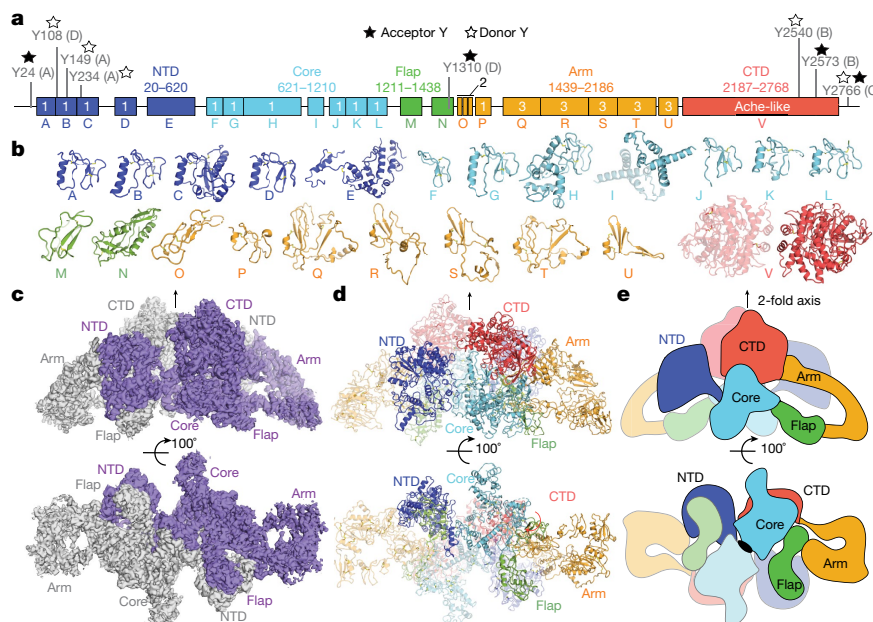 a
★ Acceptor Y ☆ Donor Y
Y108 (D)
Y24 (A)
Y149 (A)
Y234 (A)
NTD
20–620
Core
621–1210
Flap
1211–1438
Y1310 (D)
2
Arm
1439–2186
CTD
2187–2768
Y2540 (B)
Y2573 (B)
Y2766 (
1 1 1 1 1 1 1 1 1 1 1 1 1 3 3 3 3 3 Ache-like
A B C D E F G H I J K L M N O P Q R S T U V
b
A B C D E F G H I J K L
M N O P Q R S T U V
c
CTD CTD
NTD NTD
Arm Arm
Flap Core Flap
100°
NTD Core
Flap Arm
Arm Core Flap
NTD
d
CTD
NTD
Arm
Core Flap
100°
NTD Core
CTD
Flap Arm
e
2-fold axis
NTD
CTD
Arm
Core
Flap
100°
NTD CTD
Core
Arm
Flap